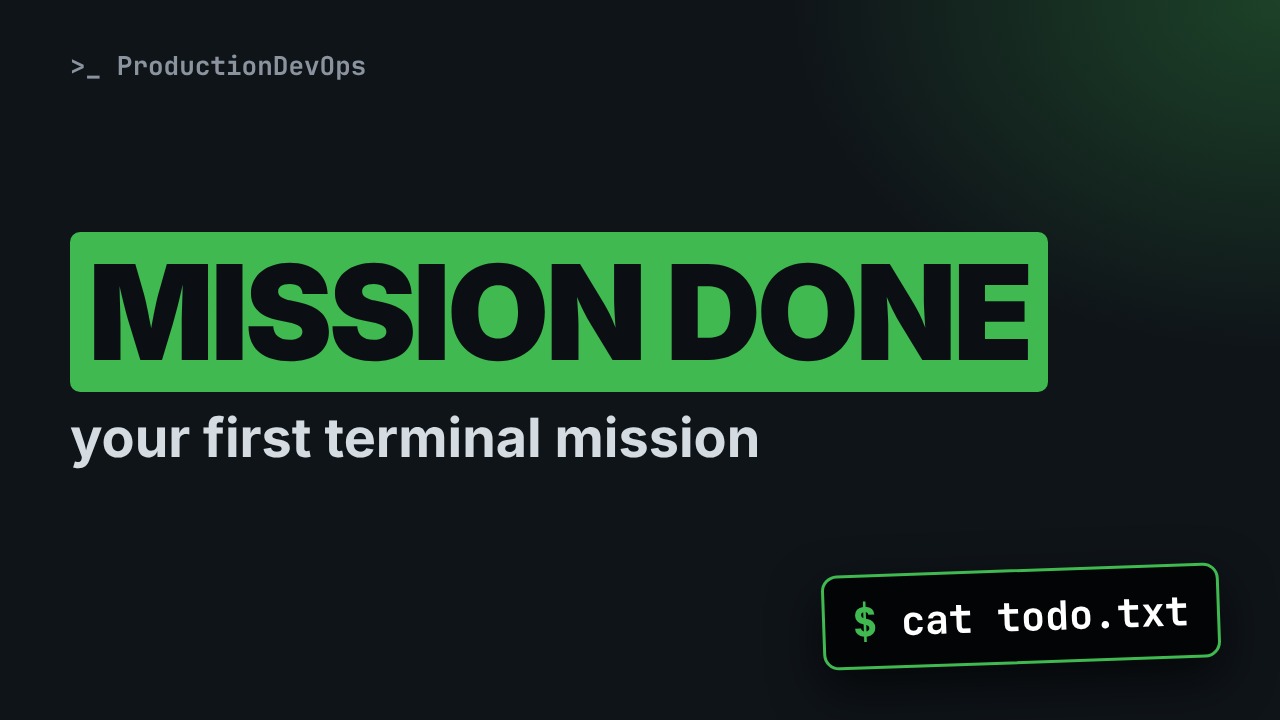 >_ ProductionDevOps
MISSION DONE
your first terminal mission
$ cat todo.txt